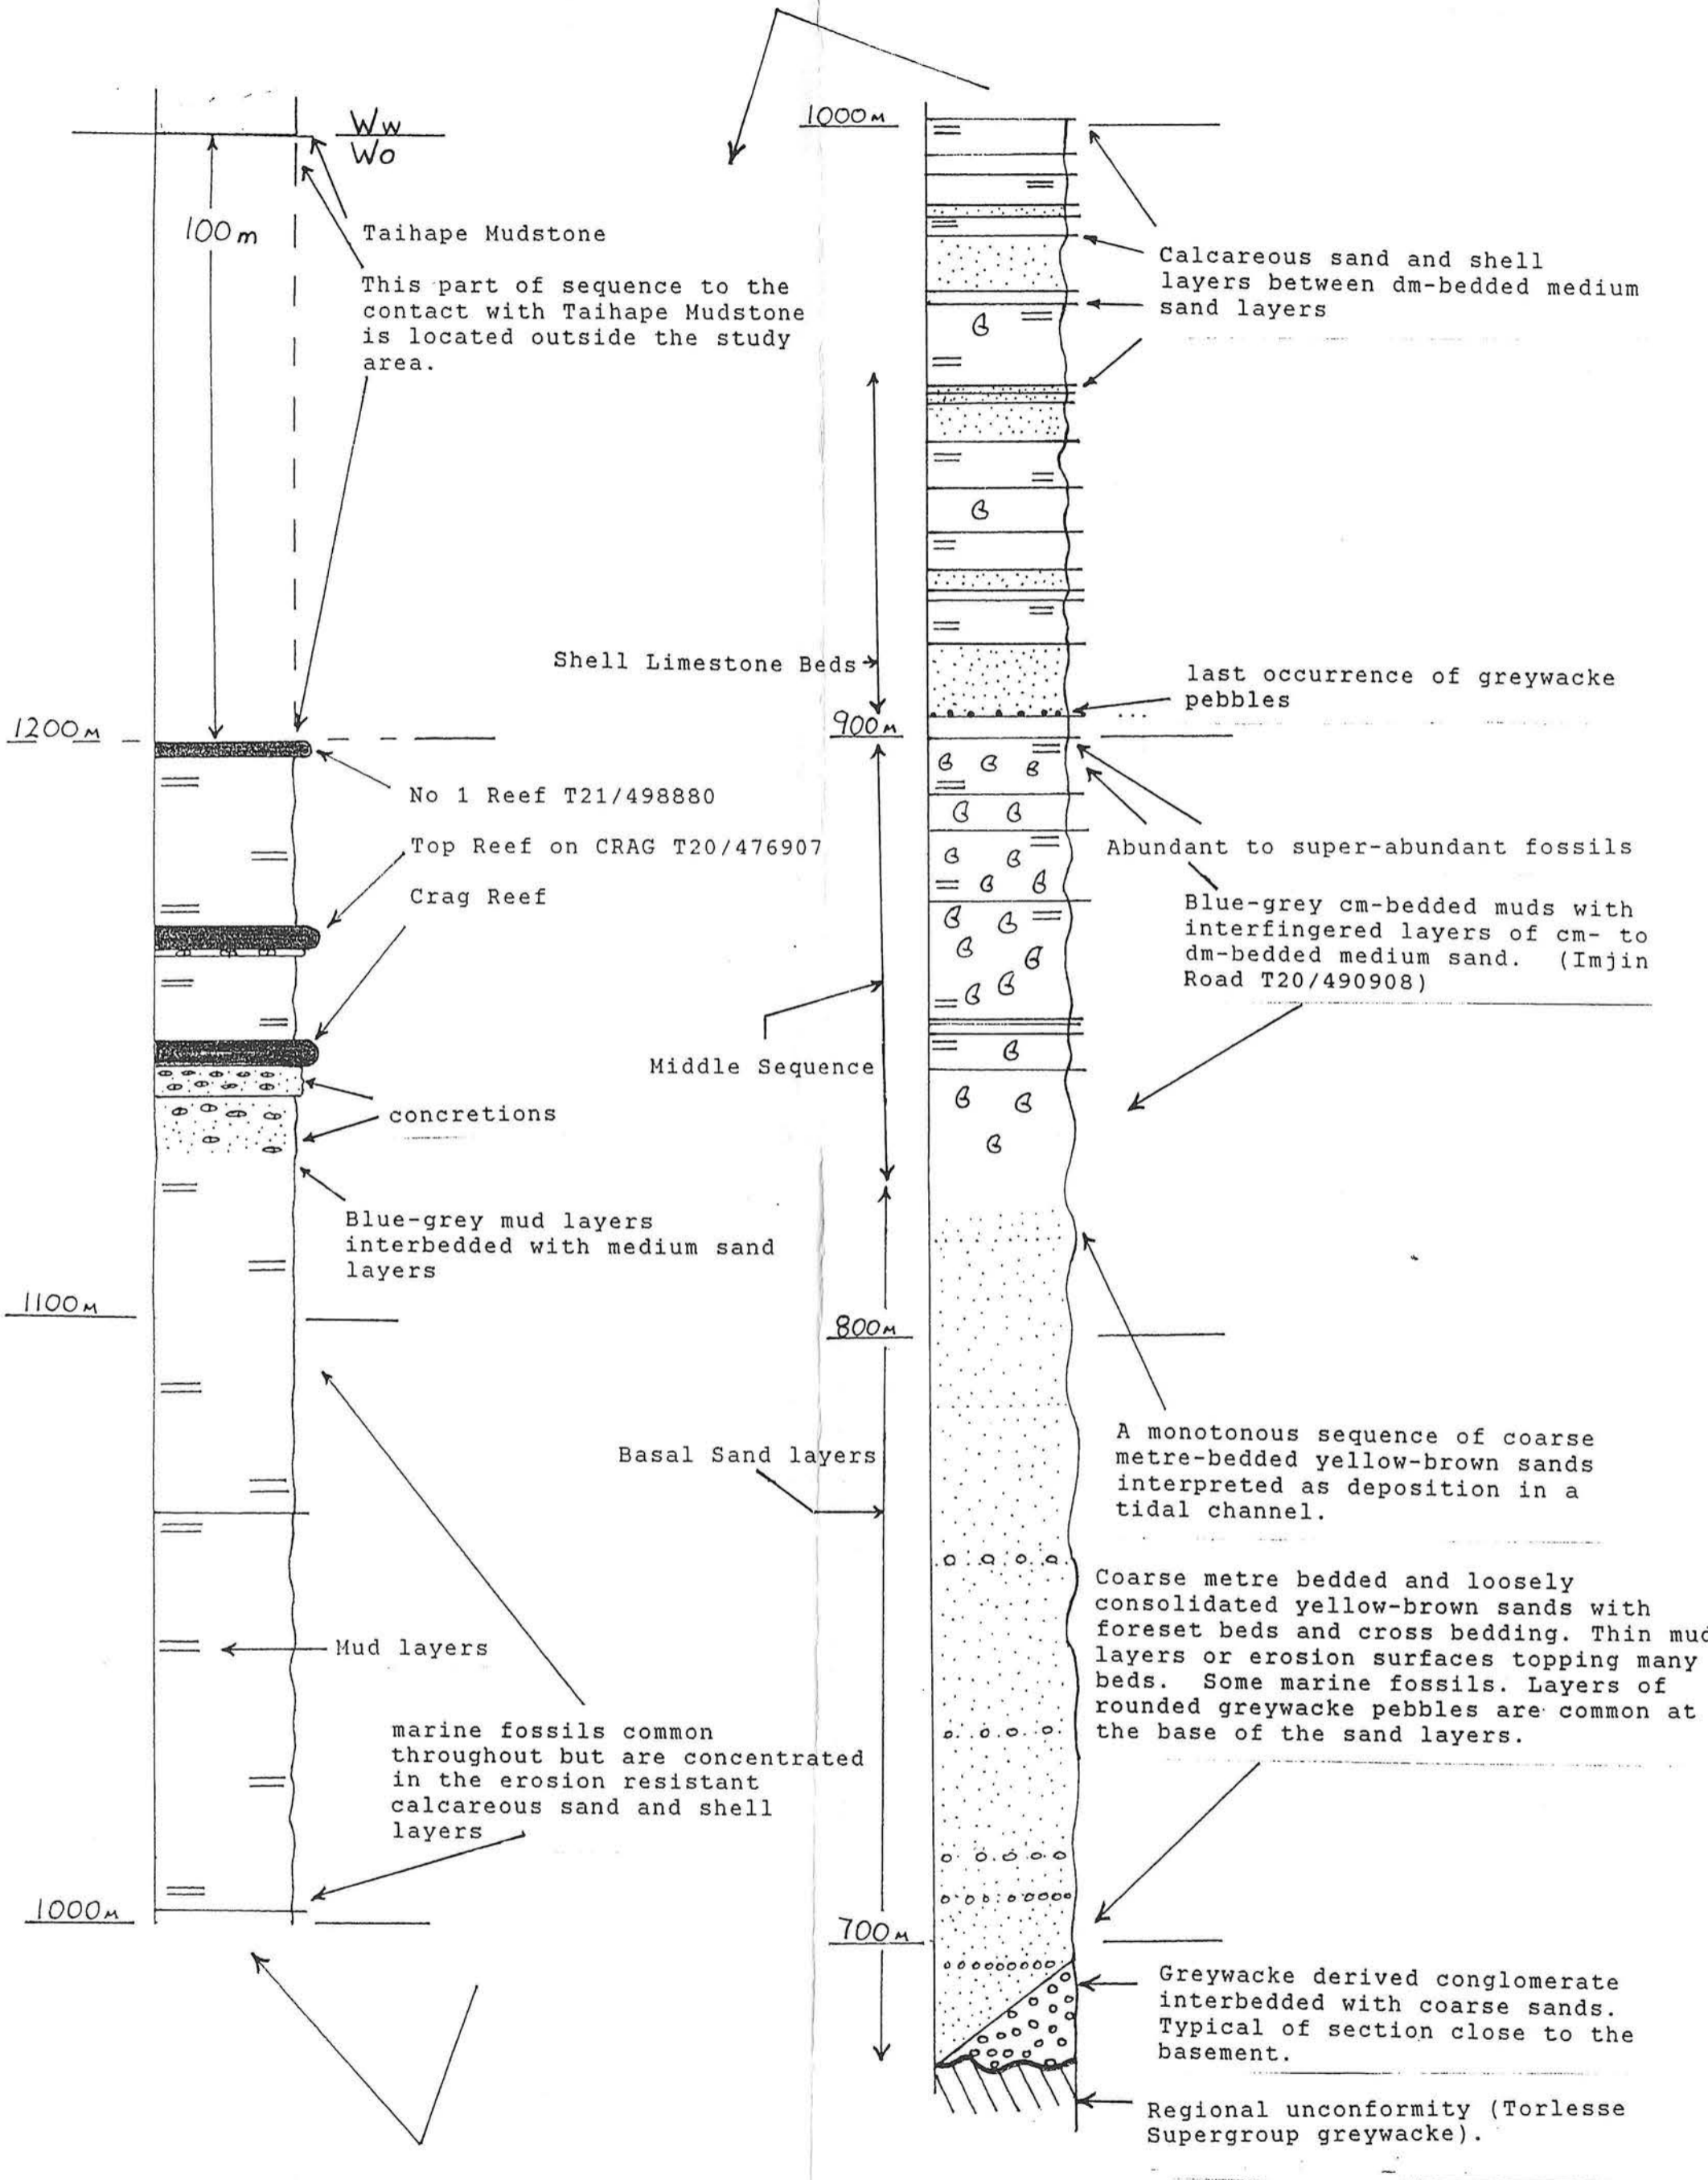 Ww
Wo
100m
Taihape Mudstone
This part of sequence to the
contact with Taihape Mudstone
is located outside the study
area.
1200M
No 1 Reef T21/498880
Top Reef on CRAG T20/476907
Crag Reef
concretions
Blue-grey mud layers
interbedded with medium sand
layers
1100M
Mud layers
marine fossils common
throughout but are concentrated
in the erosion resistant
calcareous sand and shell
layers
1000M
1000M
Calcareous sand and shell
layers between dm-bedded medium
sand layers
Shell Limestone Beds
last occurrence of greywacke
pebbles
900M
Abundant to super-abundant fossils
Blue-grey cm-bedded muds with
interfingered layers of cm- to
dm-bedded medium sand. (Imjin
Road T20/490908)
Middle Sequence
800M
A monotonous sequence of coarse
metre-bedded yellow-brown sands
interpreted as deposition in a
tidal channel.
Basal Sand layers
Coarse metre bedded and loosely
consolidated yellow-brown sands with
foreset beds and cross bedding. Thin mud
layers or erosion surfaces topping many
beds. Some marine fossils. Layers of
rounded greywacke pebbles are common at
the base of the sand layers.
700M
Greywacke derived conglomerate
interbedded with coarse sands.
Typical of section close to the
basement.
Regional unconformity (Torlesse
Supergroup greywacke).